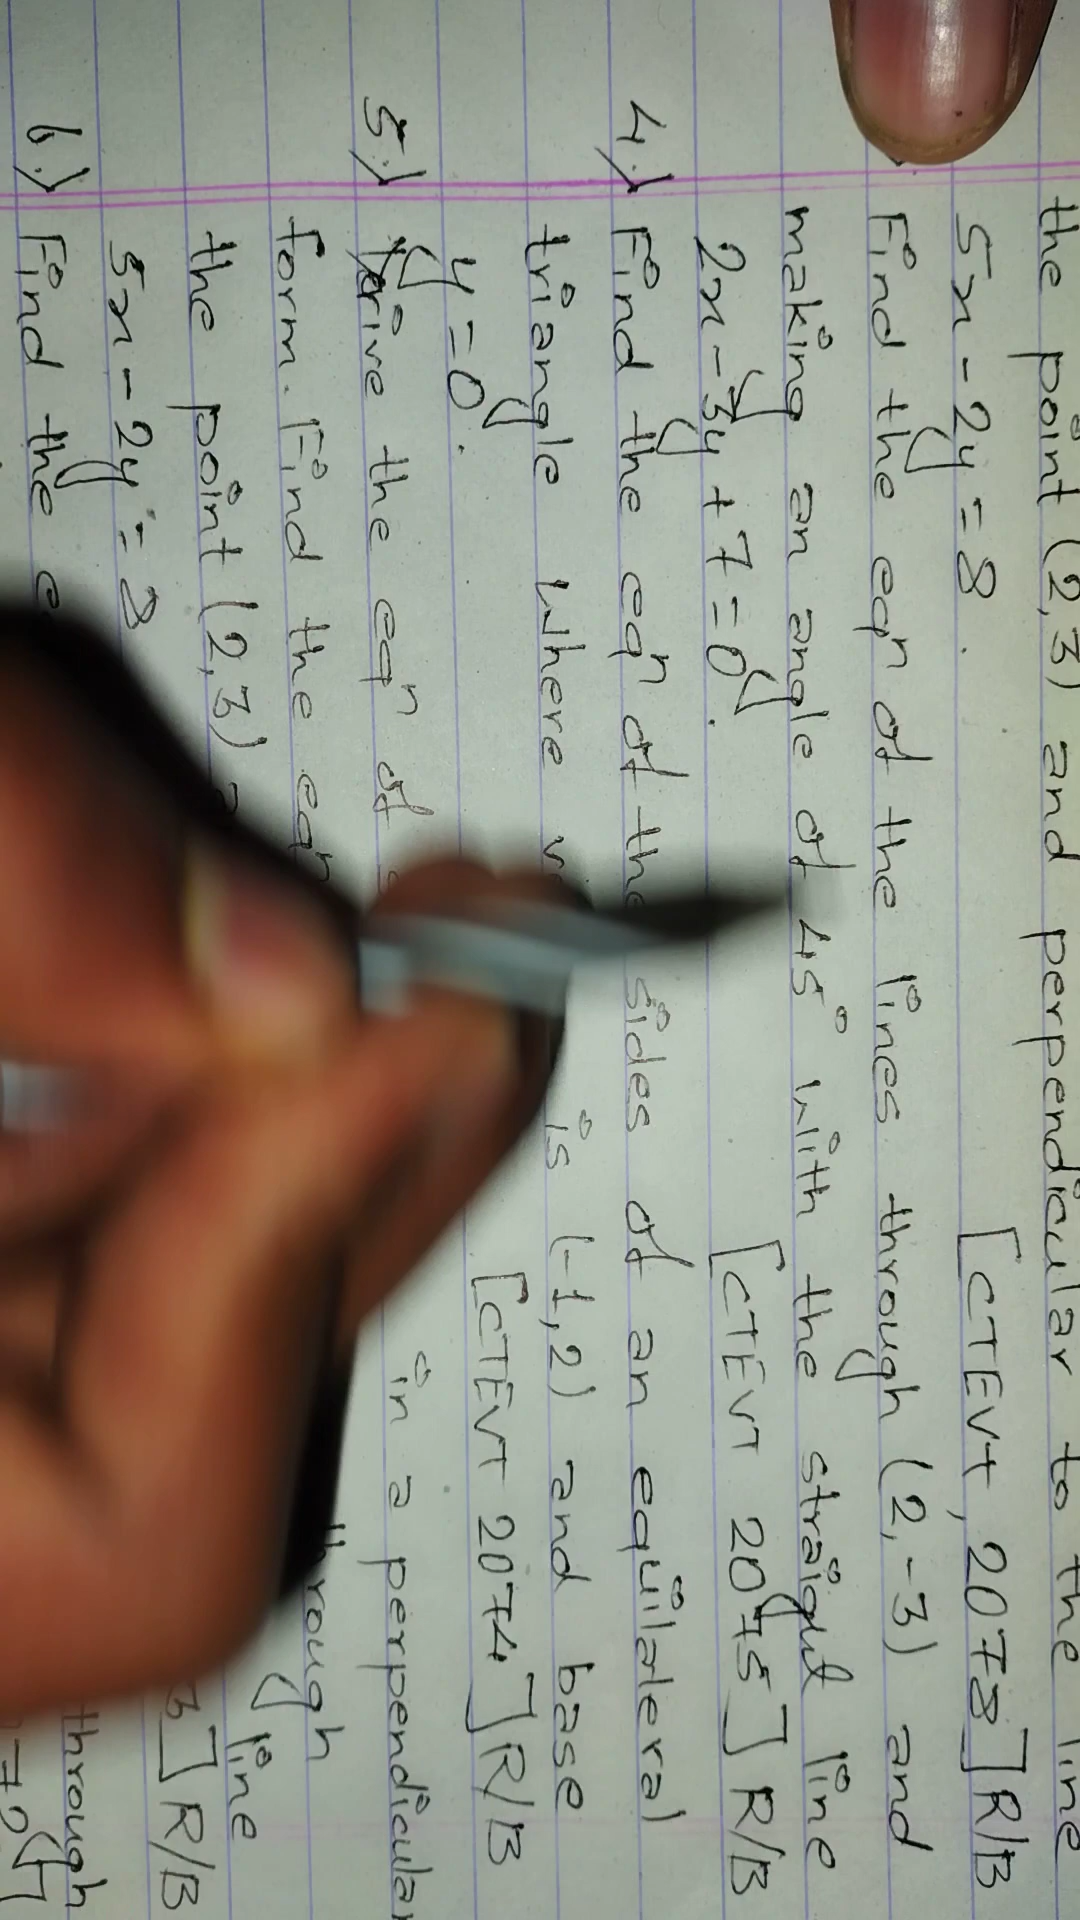 the point (2,3) and perpendicular to the line
5x-2y=8. [CTEVT, 2078] R/B
Find the eqn of the lines through (2,-3) and
making an angle of 45° with the straight line
2x-3y+7=0. [CTEVT 2075] R/B
4.) Find the eqn of the sides of an equilateral
triangle where is (-1,2) and base
y=0. [CTEVT 2074] R/B
5.) the eqn of in a perpendicular
form. Find the eqn through
the point (2,3) line
5x-2y=8 3] R/B
6.) Find the through